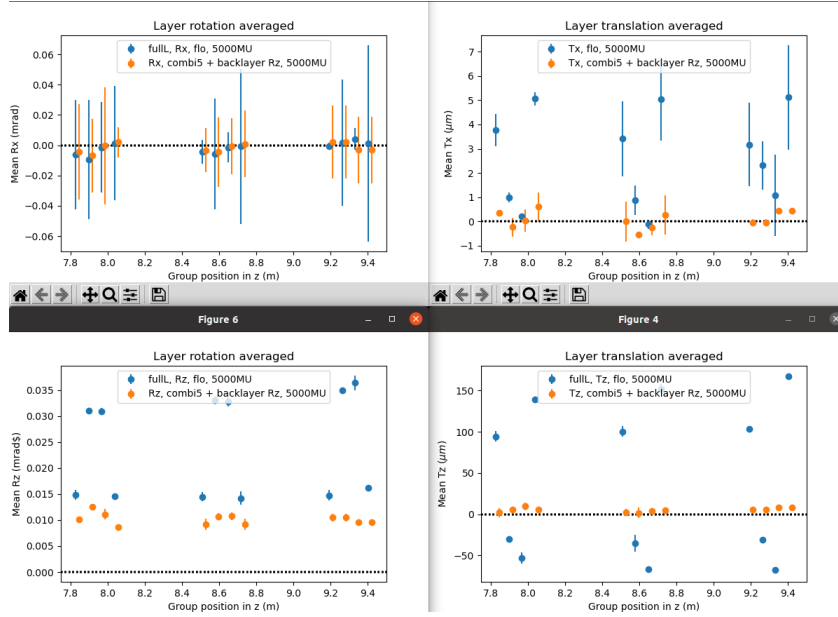 Layer rotation averaged
fullL, Rx, flo, 5000MU
Rx, combi5 + backlayer Rz, 5000MU
Mean Rx (mrad)
0.06
0.04
0.02
0.00
−0.02
−0.04
−0.06
7.8 8.0 8.2 8.4 8.6 8.8 9.0 9.2 9.4
Group position in z (m)
Layer translation averaged
Tx, flo, 5000MU
Tx, combi5 + backlayer Rz, 5000MU
Mean Tx (μm)
7
6
5
4
3
2
1
0
−1
7.8 8.0 8.2 8.4 8.6 8.8 9.0 9.2 9.4
Group position in z (m)
Figure 6
Layer rotation averaged
fullL, Rz, flo, 5000MU
Rz, combi5 + backlayer Rz, 5000MU
Mean Rz (mrad$)
0.035
0.030
0.025
0.020
0.015
0.010
0.005
0.000
7.8 8.0 8.2 8.4 8.6 8.8 9.0 9.2 9.4
Group position in z (m)
Figure 4
Layer translation averaged
fullL, Tz, flo, 5000MU
Tz, combi5 + backlayer Rz, 5000MU
Mean Tz (μm)
150
100
50
0
−50
7.8 8.0 8.2 8.4 8.6 8.8 9.0 9.2 9.4
Group position in z (m)